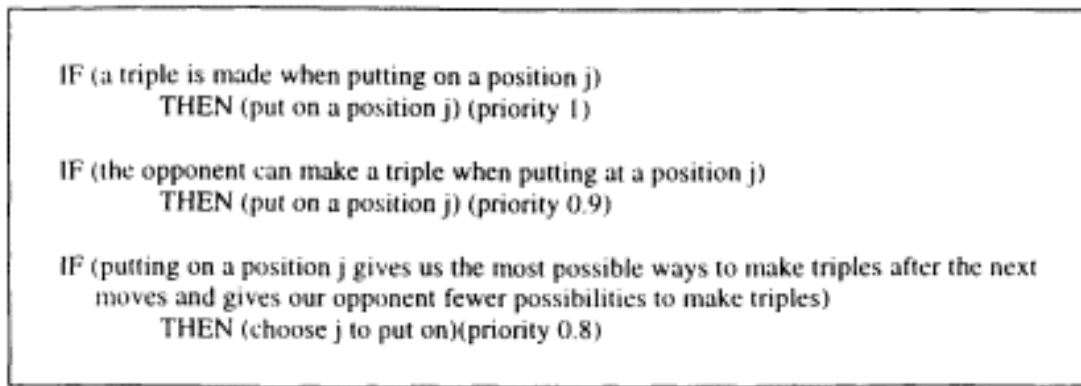 IF (a triple is made when putting on a position j)
THEN (put on a position j) (priority 1)
IF (the opponent can make a triple when putting at a position j)
THEN (put on a position j) (priority 0.9)
IF (putting on a position j gives us the most possible ways to make triples after the next
moves and gives our opponent fewer possibilities to make triples)
THEN (choose j to put on)(priority 0.8)